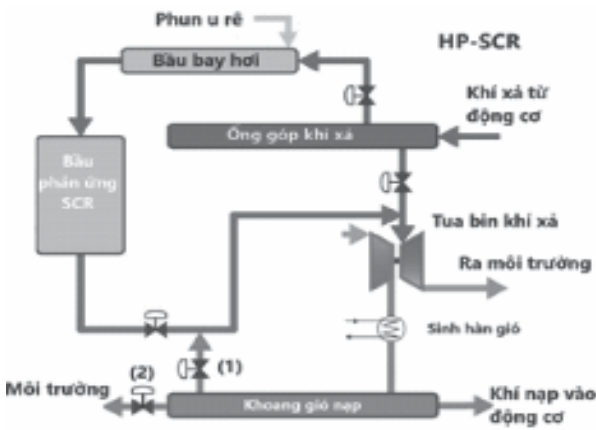 Phun u rê
HP-SCR
Bầu bay hơi
Khí xả từ
động cơ
Ống góp khí xả
Bầu
phản ứng
SCR
Tua bin khí xả
Ra môi trường
Sinh hàn gió
(1)
(2)
Môi trường
Khoang gió nạp
Khí nạp vào
động cơ